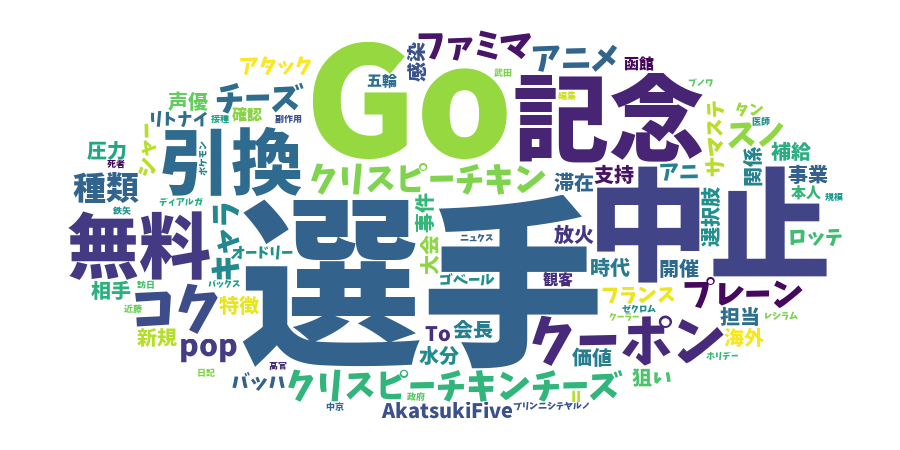 ファミマ
アニメ
感染
函館
アタック
五輪
武田
Go
記念
ブノワ
声優
チーズ
編集
リトナイ
接種
確認
副作用
サマステ
タン
医師
スノ
シャー
引換
ポケモン
圧力
死者
種類
クリスピーチキン
滞在
支持
アニ
関係
補給
事業
本人
規模
ディアルガ
鉄矢
無料
キャラ
オードリー
事件
大会
ニュクス
選手
中止
選択肢
放火
ロッテ
バックス
ゴベール
観客
時代
開催
相手
訪日
近藤
コク
特徴
フランス
プレーン
ゼクロム
クーラー
担当
レシラム
新規
pop
To
会長
クーポン
海外
水分
価値
ホリデー
日記
高官
バッハ
クリスピーチキンチーズ
狙い
政府
II
中京
AkatsukiFive
プリンニシテヤルノ